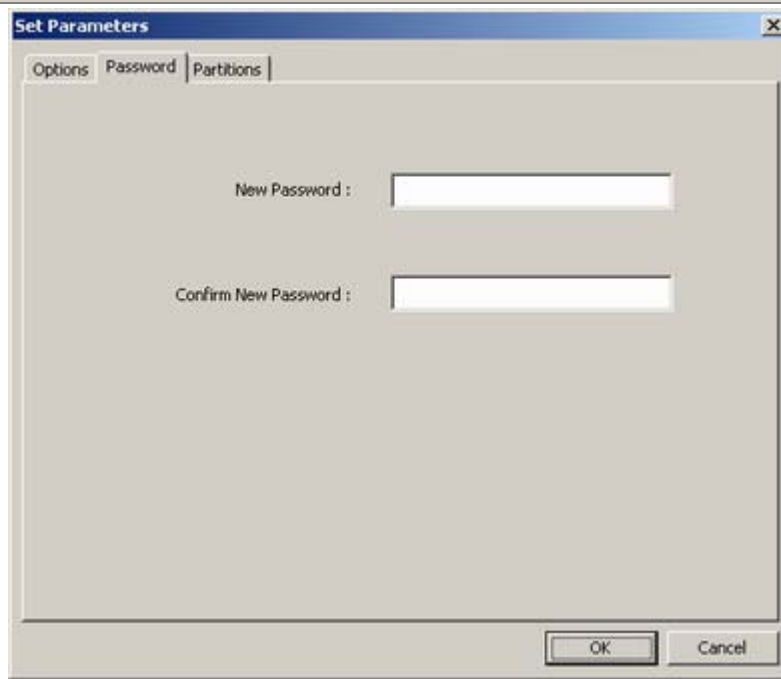 Set Parameters
Options Password Partitions
New Password :
Confirm New Password :
OK Cancel